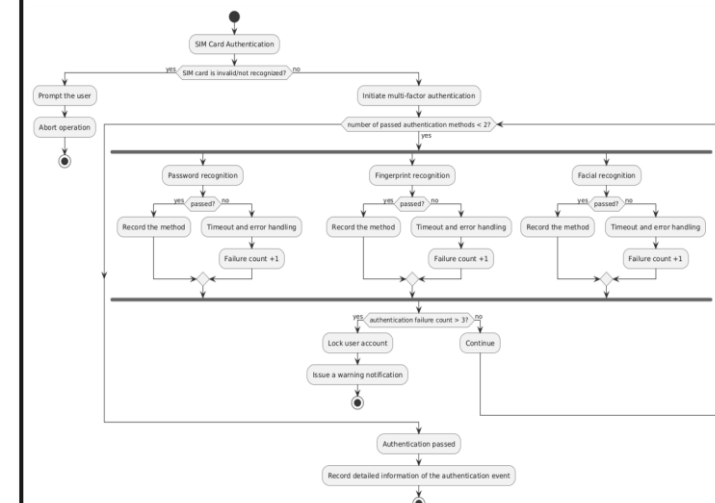 SIM Card Authentication
yes
SIM card is invalid/not recognized?
no
Prompt the user
Initiate multi-factor authentication
Abort operation
number of passed authentication methods < 2?
yes
Password recognition
Fingerprint recognition
Facial recognition
yes
passed?
no
yes
passed?
no
yes
passed?
no
Record the method
Timeout and error handling
Record the method
Timeout and error handling
Record the method
Timeout and error handling
Failure count +1
Failure count +1
Failure count +1
yes
authentication failure count > 3?
no
Lock user account
Continue
Issue a warning notification
Authentication passed
Record detailed information of the authentication event